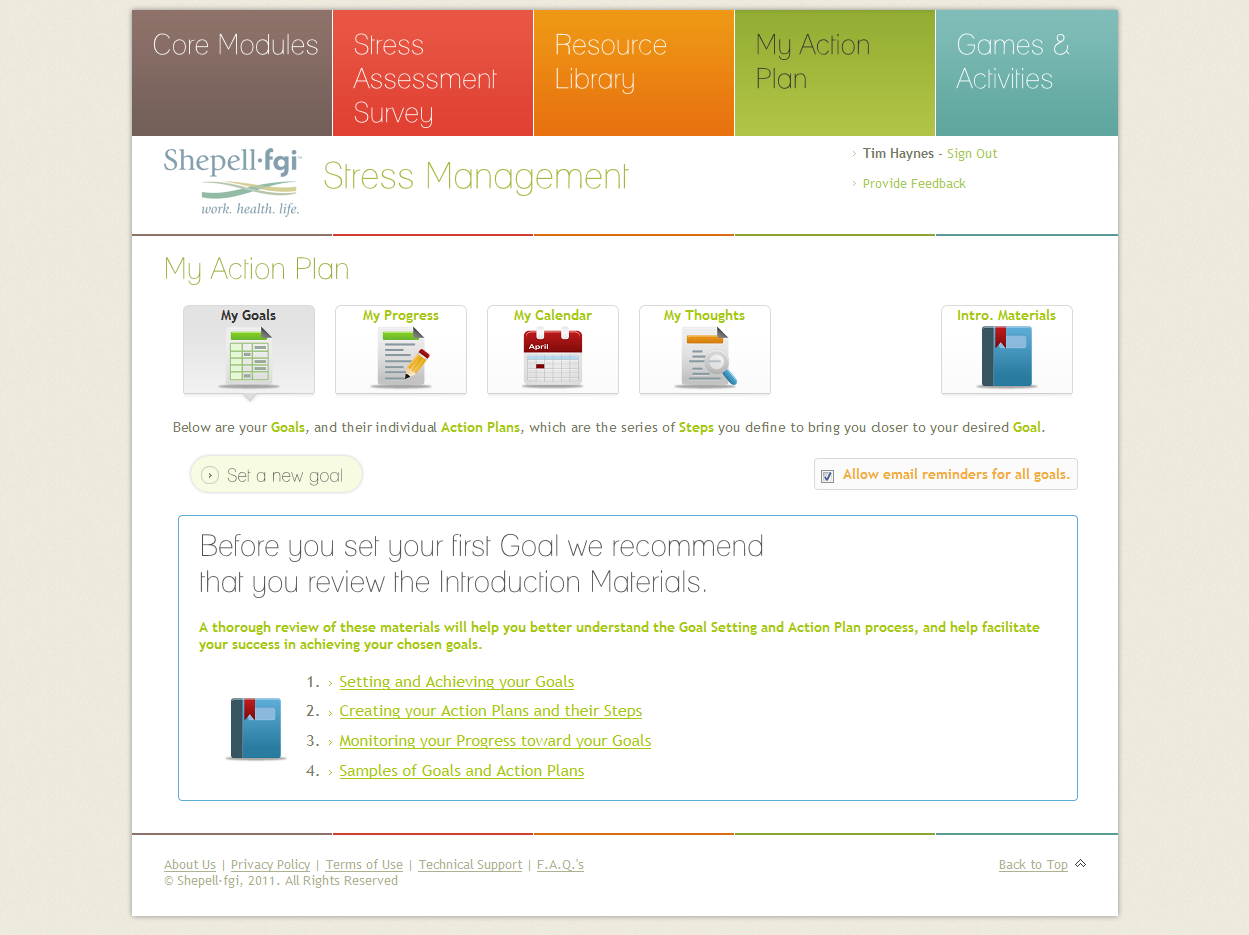 Core Modules
Stress
Assessment
Survey
Resource
Library
My Action
Plan
Games &
Activities
Shepell·fgi™
work. health. life.
Stress Management
Tim Haynes - Sign Out
Provide Feedback
My Action Plan
My Goals
My Progress
My Calendar
April
My Thoughts
Intro. Materials
Below are your Goals, and their individual Action Plans, which are the series of Steps you define to bring you closer to your desired Goal.
Set a new goal
Allow email reminders for all goals.
Before you set your first Goal we recommend
that you review the Introduction Materials.
A thorough review of these materials will help you better understand the Goal Setting and Action Plan process, and help facilitate
your success in achieving your chosen goals.
1. Setting and Achieving your Goals
2. Creating your Action Plans and their Steps
3. Monitoring your Progress toward your Goals
4. Samples of Goals and Action Plans
About Us | Privacy Policy | Terms of Use | Technical Support | F.A.Q.'s
Back to Top
© Shepell·fgi, 2011. All Rights Reserved